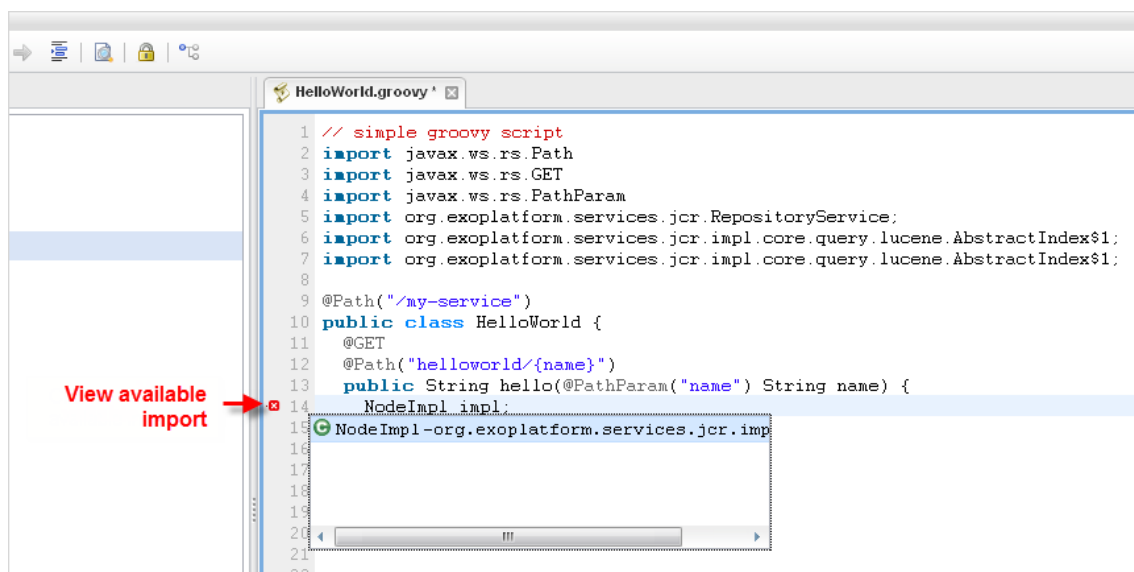 HelloWorld.groovy *
1 // simple groovy script
2 import javax.ws.rs.Path
3 import javax.ws.rs.GET
4 import javax.ws.rs.PathParam
5 import org.exoplatform.services.jcr.RepositoryService;
6 import org.exoplatform.services.jcr.impl.core.query.lucene.AbstractIndex$1;
7 import org.exoplatform.services.jcr.impl.core.query.lucene.AbstractIndex$1;
8
9 @Path("/my-service")
10 public class HelloWorld {
11 @GET
12 @Path("helloworld/{name}")
13 public String hello(@PathParam("name") String name) {
View available
import
14 NodeImpl impl;
15 NodeImpl-org.exoplatform.services.jcr.imp
16
17
18
19
20
21